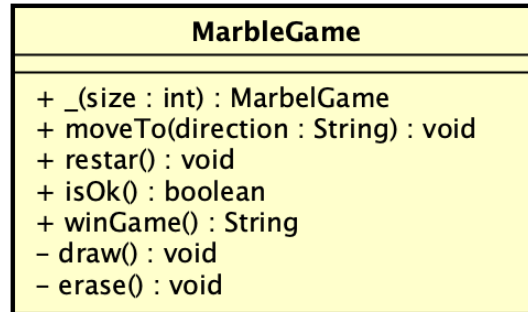 MarbleGame
+ _(size : int) : MarbelGame
+ moveTo(direction : String) : void
+ restar() : void
+ isOk() : boolean
+ winGame() : String
− draw() : void
− erase() : void